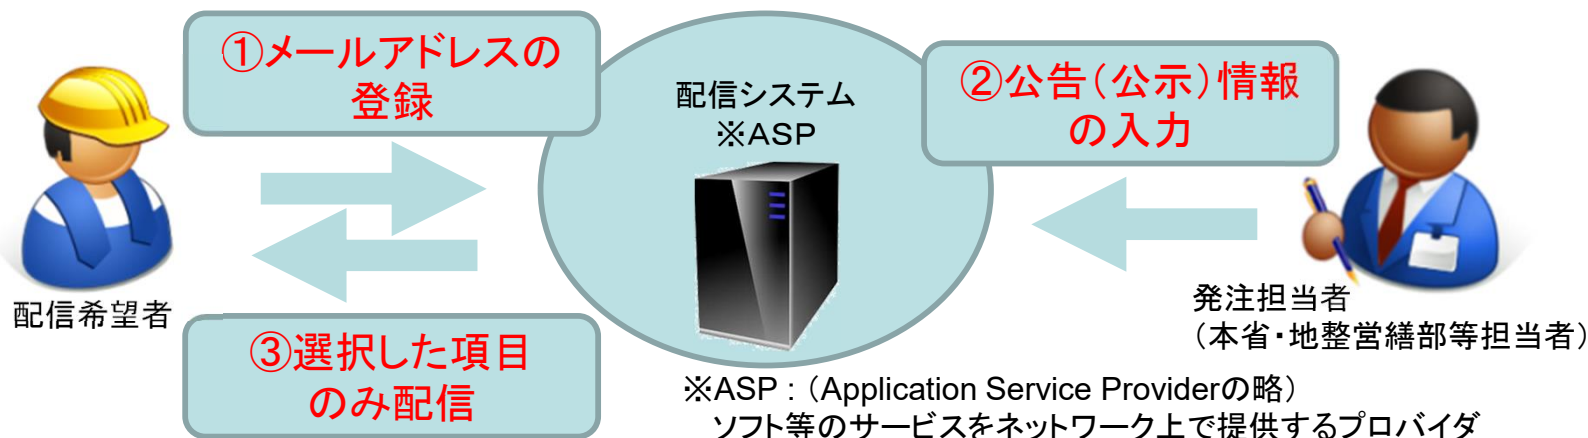 ①メールアドレスの
登録
配信希望者
③選択した項目
のみ配信
配信システム
※ASP
②公告（公示）情報
の入力
発注担当者
（本省・地整営繕部等担当者）
※ASP：（Application Service Providerの略）
ソフト等のサービスをネットワーク上で提供するプロバイダ